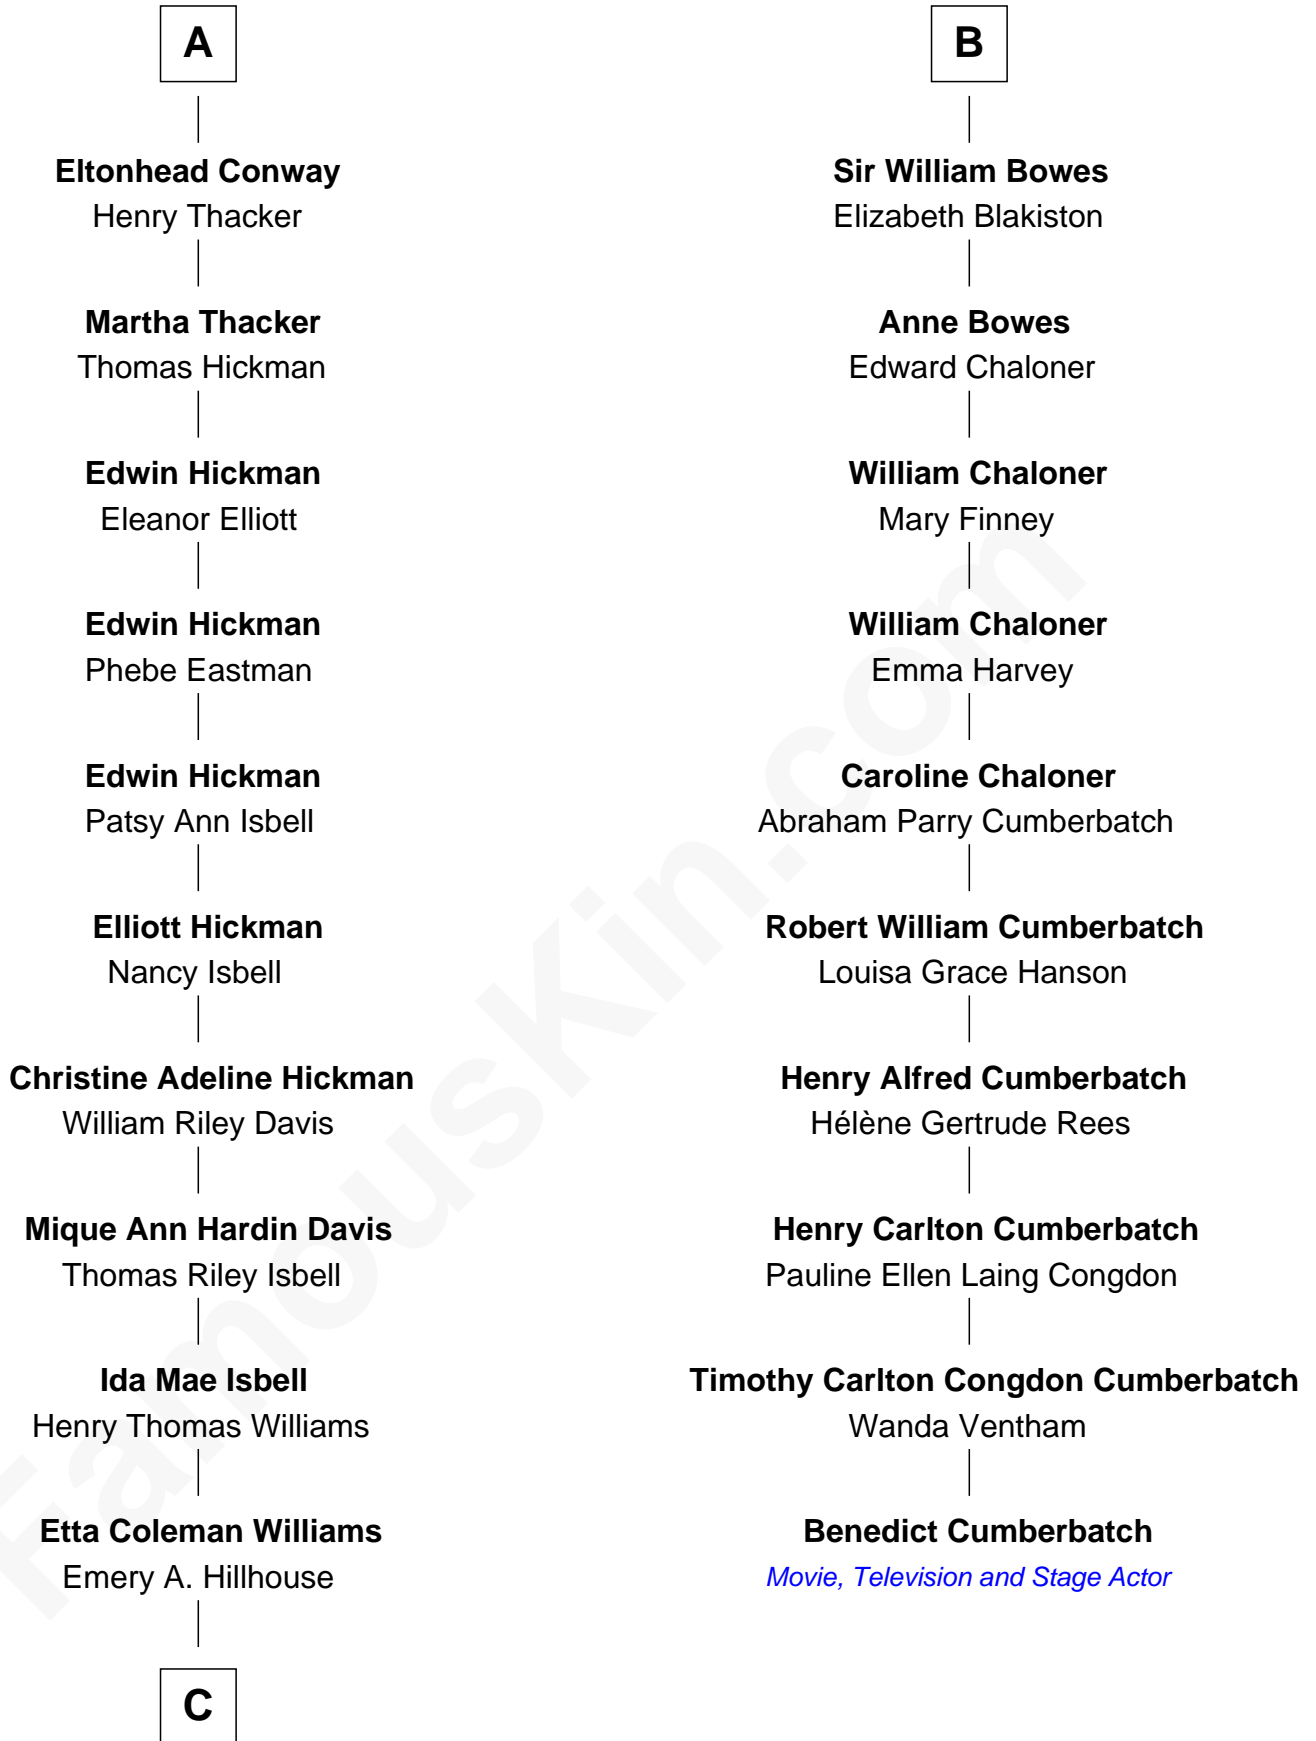 A
Eltonhead Conway
Henry Thacker
Martha Thacker
Thomas Hickman
Edwin Hickman
Eleanor Elliott
Edwin Hickman
Phebe Eastman
Edwin Hickman
Patsy Ann Isbell
Elliott Hickman
Nancy Isbell
Christine Adeline Hickman
William Riley Davis
Mique Ann Hardin Davis
Thomas Riley Isbell
Ida Mae Isbell
Henry Thomas Williams
Etta Coleman Williams
Emery A. Hillhouse
C
B
Sir William Bowes
Elizabeth Blakiston
Anne Bowes
Edward Chaloner
William Chaloner
Mary Finney
William Chaloner
Emma Harvey
Caroline Chaloner
Abraham Parry Cumberbatch
Robert William Cumberbatch
Louisa Grace Hanson
Henry Alfred Cumberbatch
Hélène Gertrude Rees
Henry Carlton Cumberbatch
Pauline Ellen Laing Congdon
Timothy Carlton Congdon Cumberbatch
Wanda Ventham
Benedict Cumberbatch
Movie, Television and Stage Actor
FamousKin.com